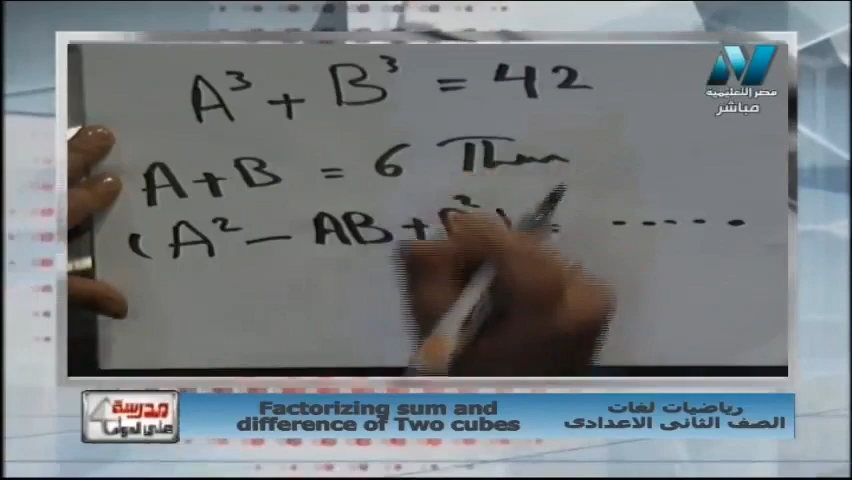 A³ + B³ = 42
A + B = 6 Then
(A² - AB +
= .....
مصر التعليمية
مباشر
مدرسة
على الهوا
Factorizing sum and
difference of Two cubes
رياضيات لغات
الصف الثانى الاعدادى